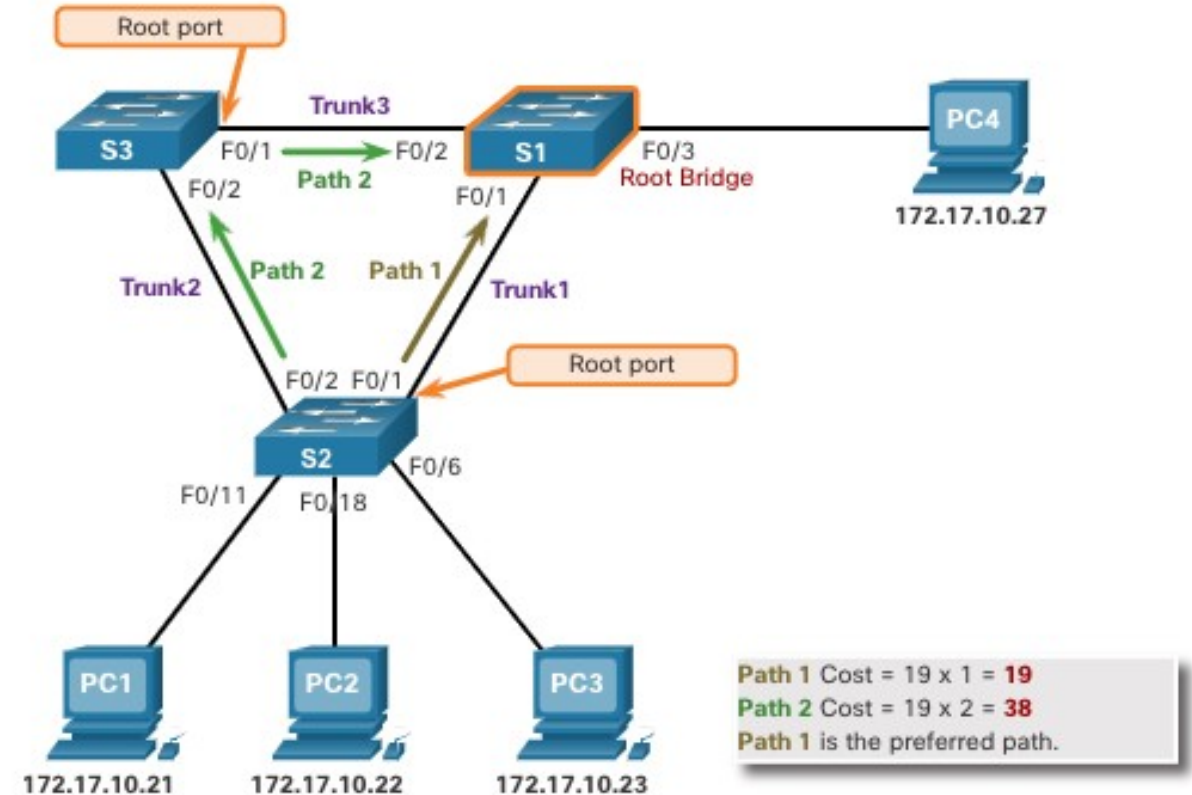 Root port
Trunk3
S3
S1
PC4
F0/1
F0/2
F0/3
Path 2
Root Bridge
F0/2
F0/1
172.17.10.27
Path 2
Path 1
Trunk2
Trunk1
Root port
F0/2 F0/1
S2
F0/6
F0/11
F0/18
PC1
PC2
PC3
Path 1 Cost = 19 x 1 = 19
Path 2 Cost = 19 x 2 = 38
Path 1 is the preferred path.
172.17.10.21
172.17.10.22
172.17.10.23